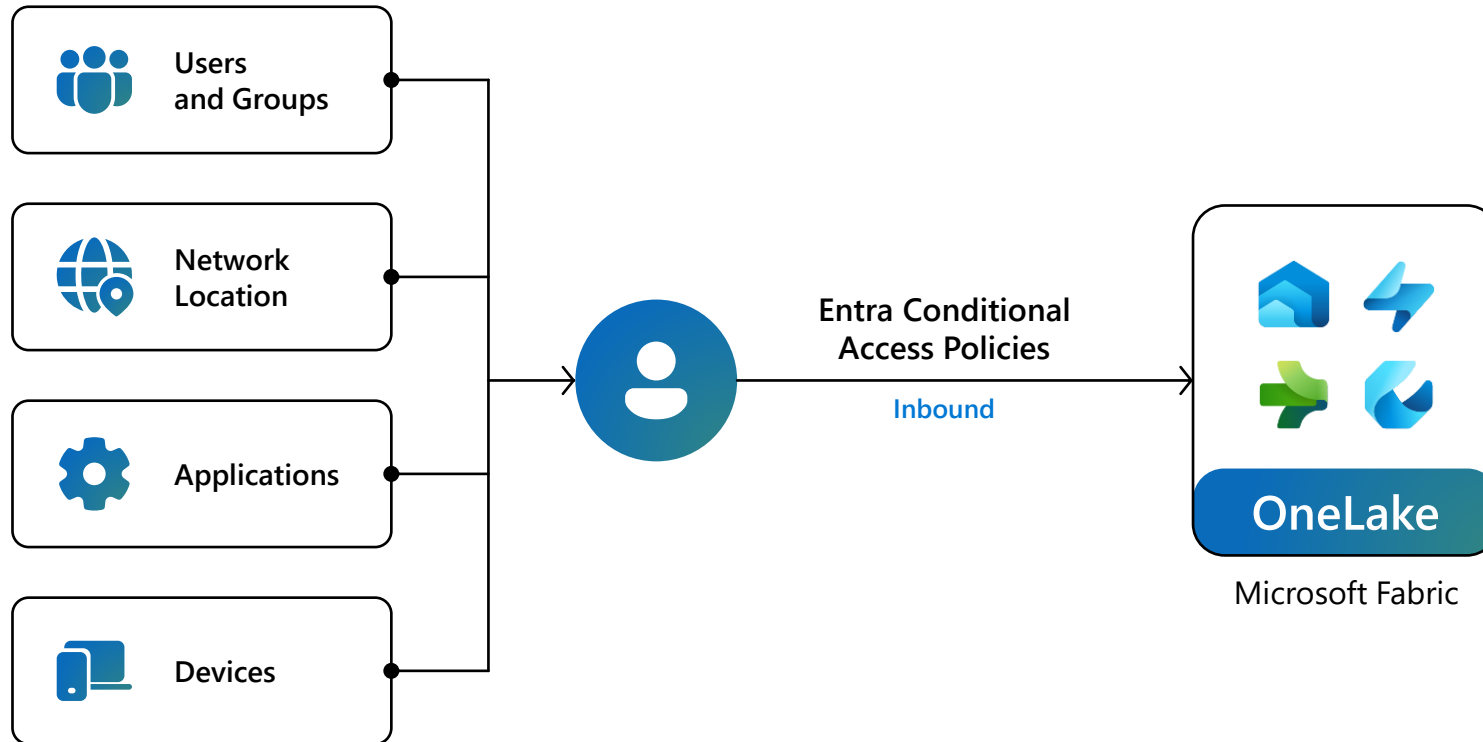 Users
and Groups
Network
Location
Applications
Devices
Entra Conditional
Access Policies
Inbound
OneLake
Microsoft Fabric